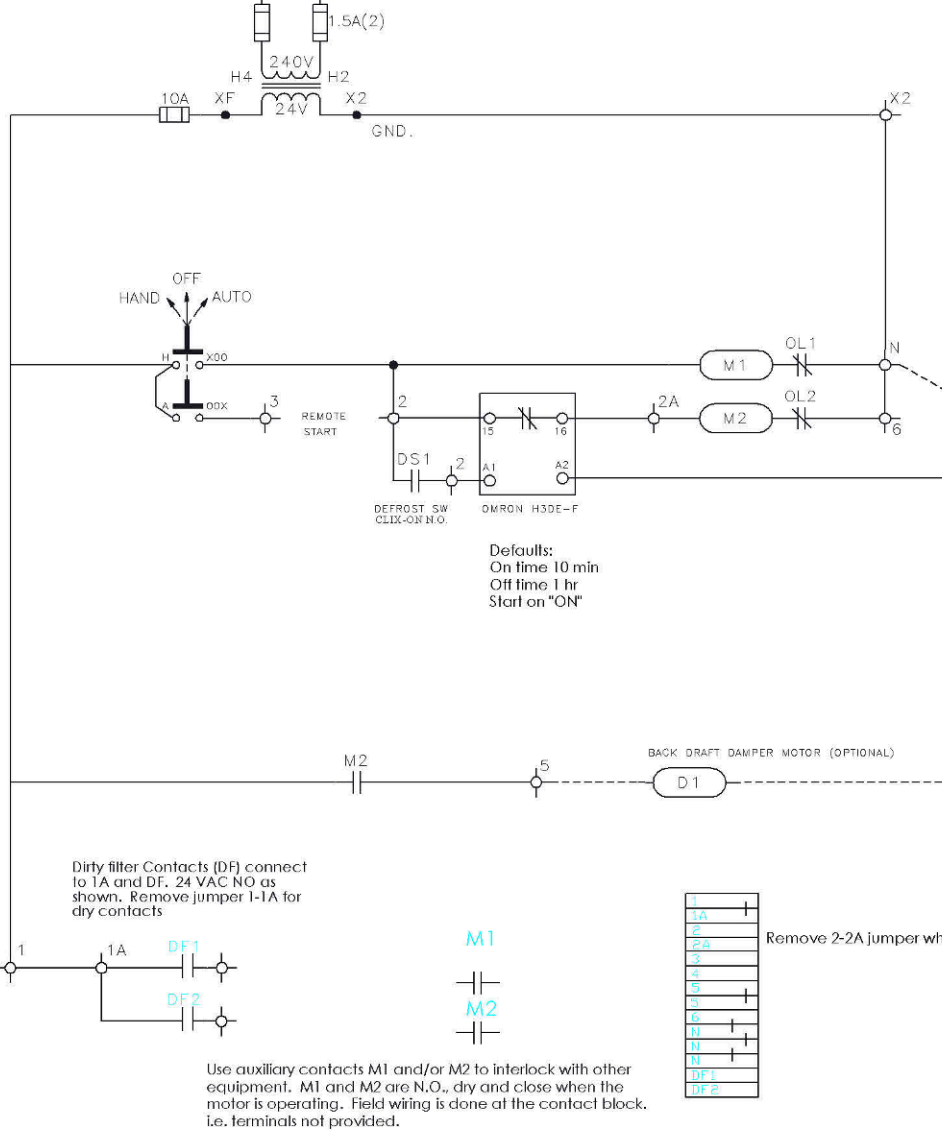 1.5A(2)
240V
H4
H2
10A
XF
24V
X2
X2
GND.
OFF
HAND
AUTO
OL1
N
H
X00
M1
OL2
A
00X
3
REMOTE
START
2
15
16
2A
M2
6
DS1
2
A1
A2
DEFROST SW
CLIX-ON N.O.
OMRON H3DE-F
Defaults:
On time 10 min
Off time 1 hr
Start on "ON"
M2
5
BACK DRAFT DAMPER MOTOR (OPTIONAL)
D1
Dirty filter Contacts (DF) connect
to 1A and DF. 24 VAC NO as
shown. Remove jumper 1-1A for
dry contacts
1
1A
DF1
DF2
M1
M2
1
1A
2
2A
3
4
5
5
6
N
N
N
DF1
DF2
Remove 2-2A jumper wh
Use auxiliary contacts M1 and/or M2 to interlock with other
equipment. M1 and M2 are N.O., dry and close when the
motor is operating. Field wiring is done at the contact block.
i.e. terminals not provided.